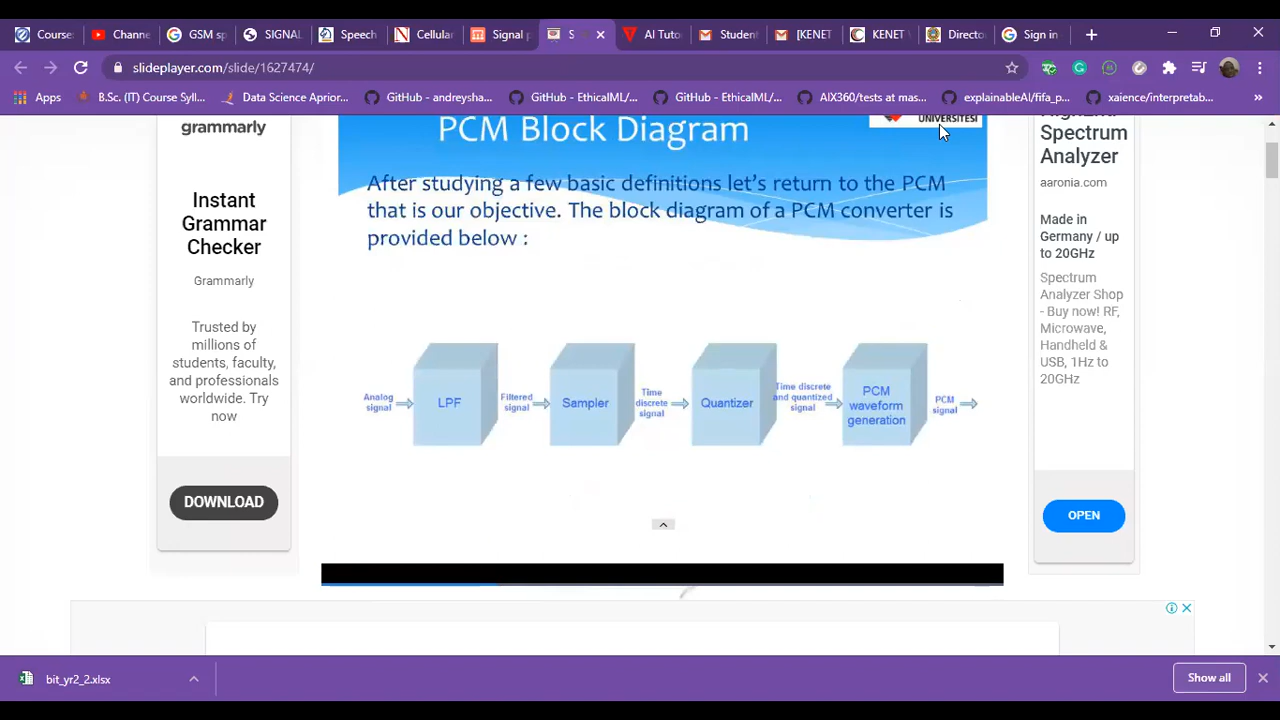 Course
Channe
GSM sp
SIGNAL
Speech
Cellular
Signal p
S
AI Tuto
Student
[KENET
KENET
Directo
Sign in
slideplayer.com/slide/1627474/
Apps
B.Sc. (IT) Course Syll...
Data Science Aprior...
GitHub - andreysha...
GitHub - EthicalML/...
GitHub - EthicalML/...
AIX360/tests at mas...
explainableAI/fifa_p...
xaience/interpretab...
»
grammarly
Instant
Grammar
Checker
Grammarly
Trusted by
millions of
students, faculty,
and professionals
worldwide. Try
now
DOWNLOAD
PCM Block Diagram
UNIVERSITESI
After studying a few basic definitions let's return to the PCM
that is our objective. The block diagram of a PCM converter is
provided below :
Analog
signal
LPF
Filtered
signal
Sampler
Time
discrete
signal
Quantizer
Time discrete
and quantized
signal
PCM
waveform
generation
PCM
signal
Spectrum
Analyzer
aaronia.com
Made in
Germany / up
to 20GHz
Spectrum
Analyzer Shop
- Buy now! RF,
Microwave,
Handheld &
USB, 1Hz to
20GHz
OPEN
bit_yr2_2.xlsx
Show all